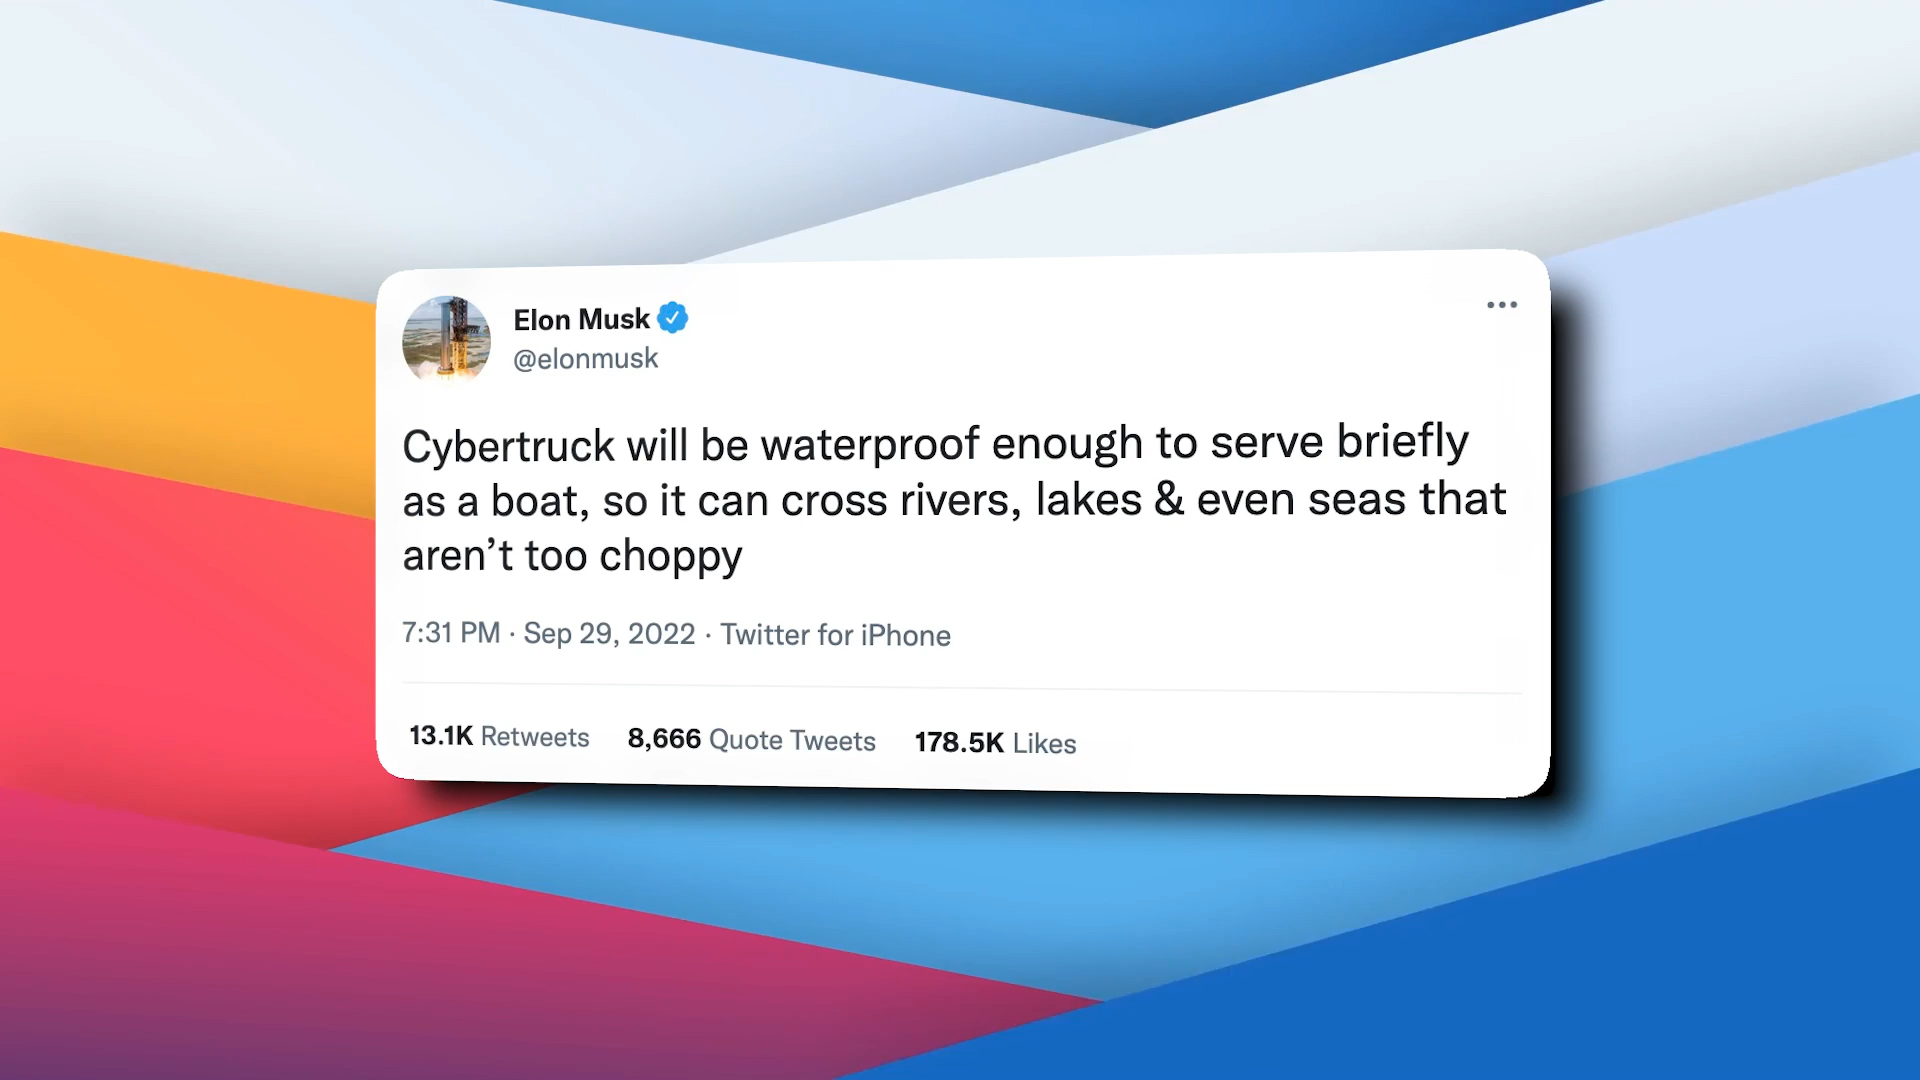 Elon Musk
@elonmusk
Cybertruck will be waterproof enough to serve briefly
as a boat, so it can cross rivers, lakes & even seas that
aren’t too choppy
7:31 PM · Sep 29, 2022 · Twitter for iPhone
13.1K Retweets 8,666 Quote Tweets 178.5K Likes